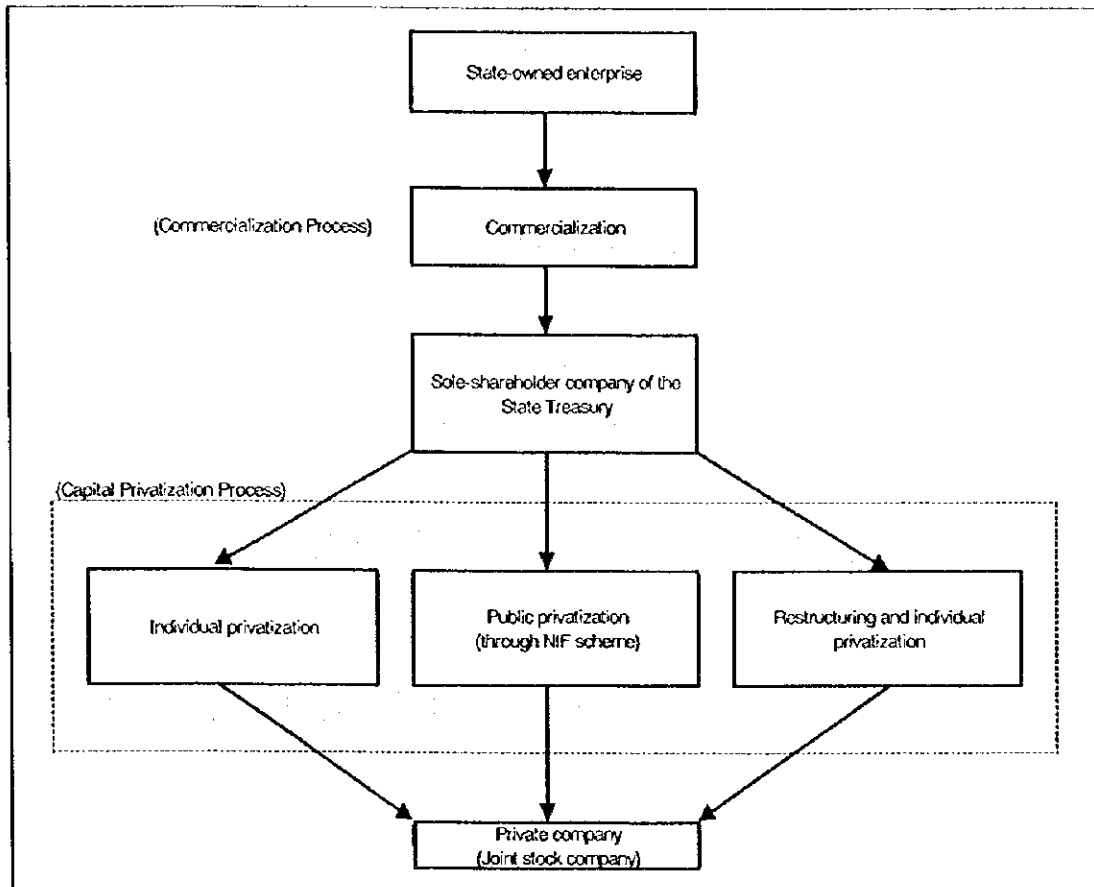 State-owned enterprise
(Commercialization Process)
Commercialization
Sole-shareholder company of the
State Treasury
(Capital Privatization Process)
Individual privatization
Public privatization
(through NIF scheme)
Restructuring and individual
privatization
Private company
(Joint stock company)